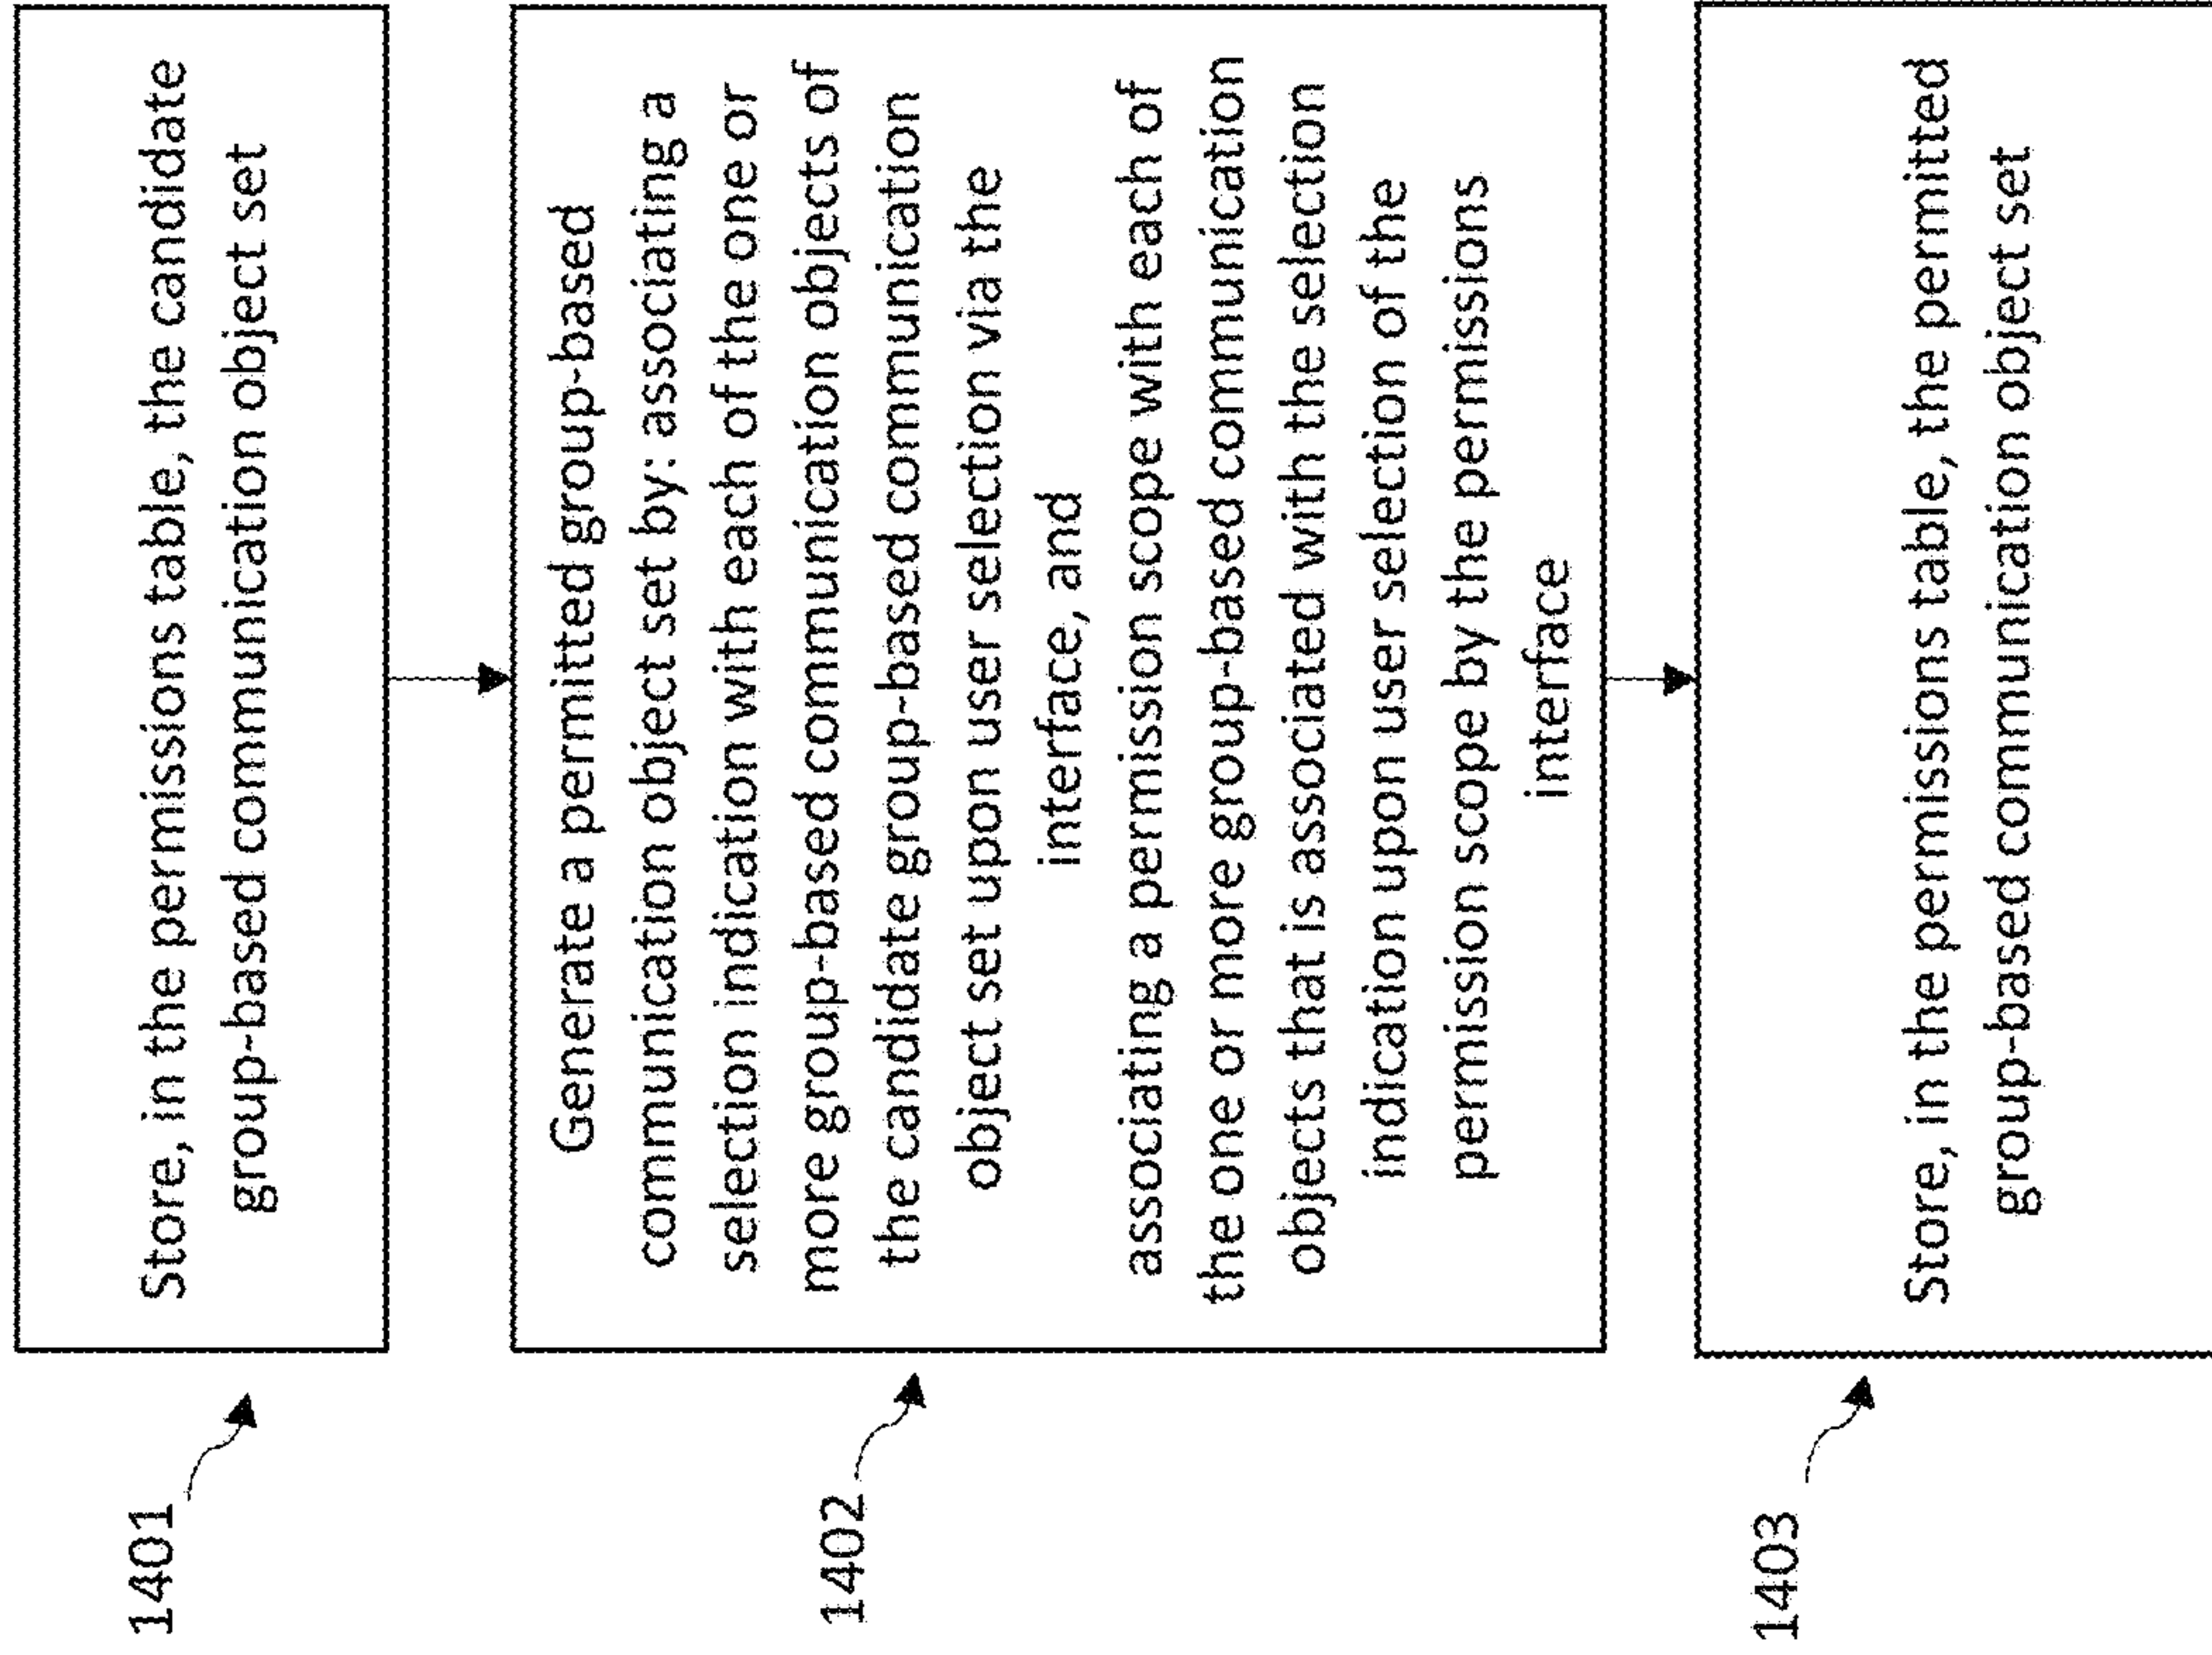 1401
Store, in the permissions table, the candidate
group-based communication object set
1402
Generate a permitted group-based
communication object set by: associating a
selection indication with each of the one or
more group-based communication objects of
the candidate group-based communication
object set upon user selection via the
interface, and
associating a permission scope with each of
the one or more group-based communication
objects that is associated with the selection
indication upon user selection of the
permission scope by the permissions
interface
1403
Store, in the permissions table, the permitted
group-based communication object set